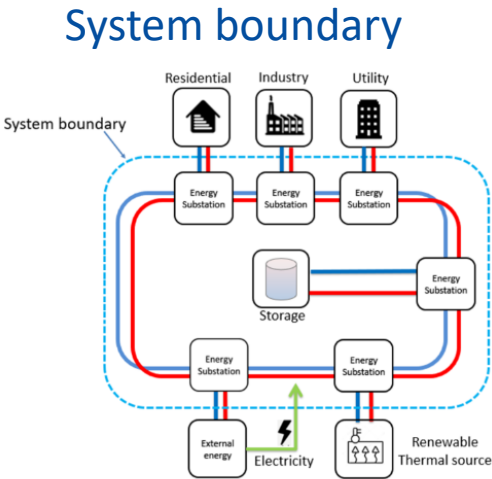 System boundary
Residential
Industry
Utility
System boundary
Energy
Substation
Energy
Substation
Energy
Substation
Energy
Substation
Storage
Energy
Substation
Energy
Substation
External
energy
Electricity
Renewable
Thermal source